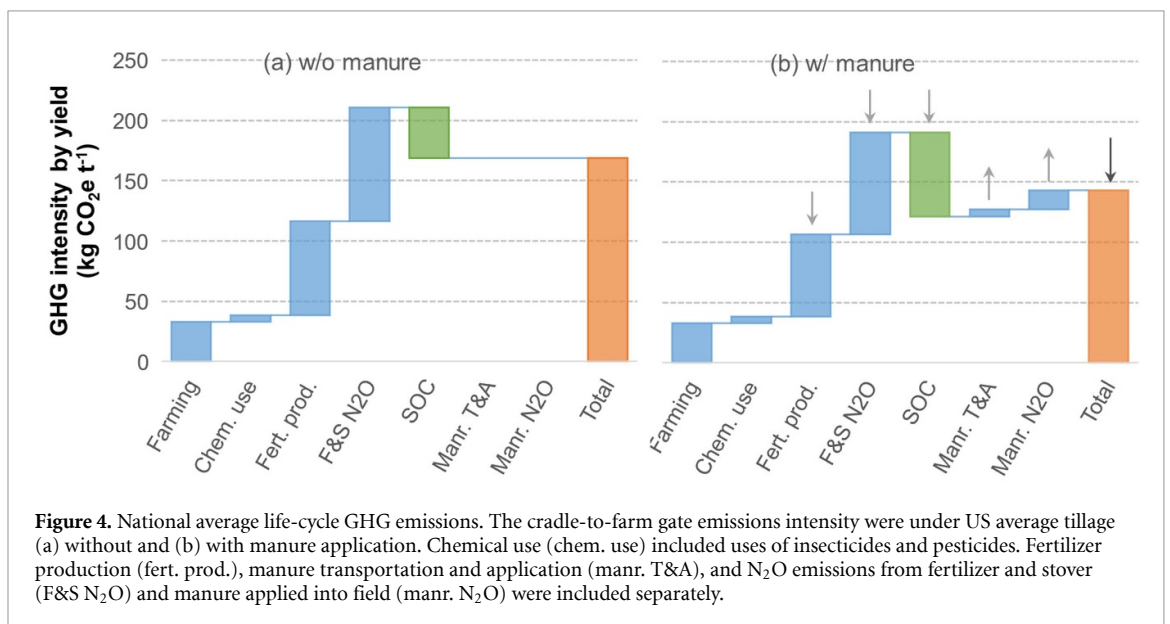 (a) w/o manure
(b) w/ manure
GHG intensity by yield
(kg CO₂e t⁻¹)
250
200
150
100
50
0
Farming
Chem. use
Fert. prod.
F&S N2O
SOC
Manr. T&A
Manr. N2O
Total
Farming
Chem. use
Fert. prod.
F&S N2O
SOC
Manr. T&A
Manr. N2O
Total
Figure 4. National average life-cycle GHG emissions. The cradle-to-farm gate emissions intensity were under US average tillage
(a) without and (b) with manure application. Chemical use (chem. use) included uses of insecticides and pesticides. Fertilizer
production (fert. prod.), manure transportation and application (manr. T&A), and N₂O emissions from fertilizer and stover
(F&S N₂O) and manure applied into field (manr. N₂O) were included separately.